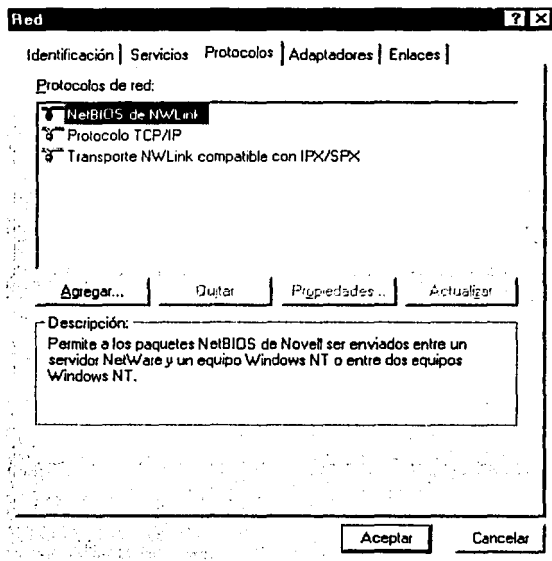 Red
Identificación Servicios Protocolos Adaptadores Enlaces
Protocolos de red:
NetBIOS de NWLink
Protocolo TCP/IP
Transporte NWLink compatible con IPX/SPX
Agregar... Quitar Propiedades... Actualizar
Descripción:
Permite a los paquetes NetBIOS de Novell ser enviados entre un
servidor NetWare y un equipo Windows NT o entre dos equipos
Windows NT.
Aceptar Cancelar